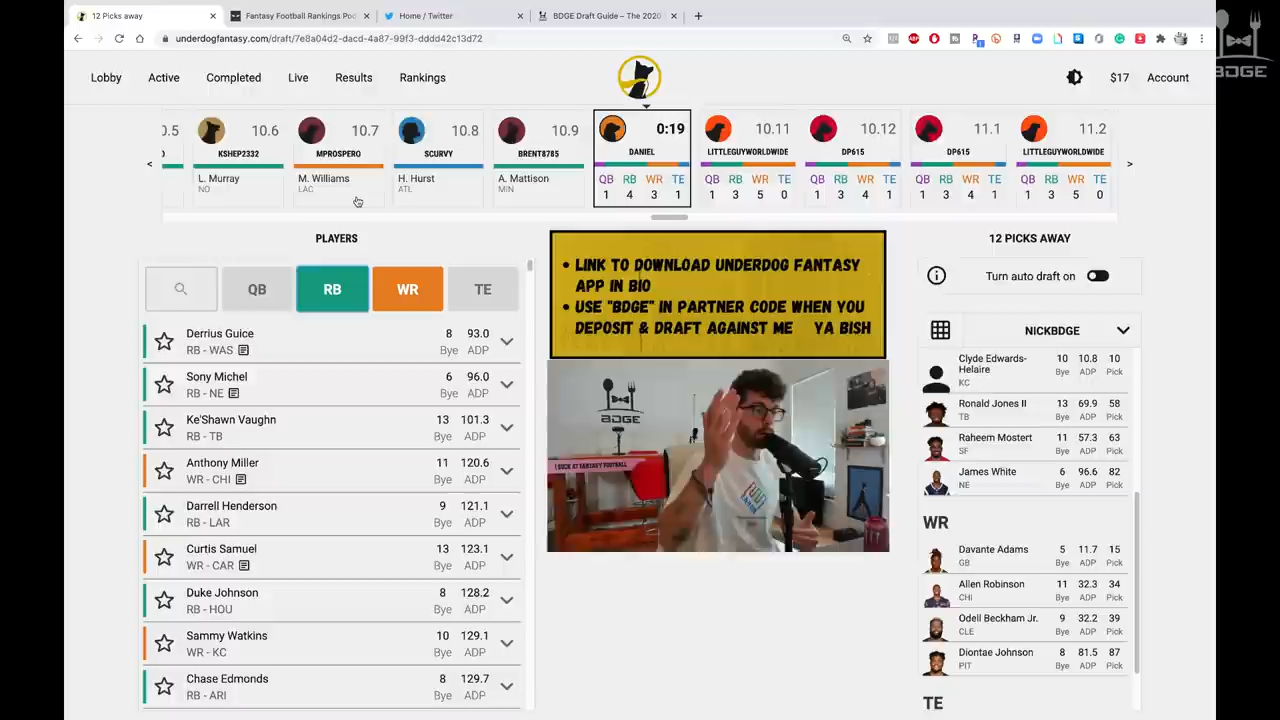 12 Picks away
Fantasy Football Rankings Pod
Home / Twitter
BDGE Draft Guide – The 2020
underdogfantasy.com/draft/7e8a04d2-dacd-4a87-99f3-dddd42c13d72
BDGE
Lobby
Active
Completed
Live
Results
Rankings
$17
Account
0.5
10.6
KSHEP2332
L. Murray
NO
10.7
MPROSPERO
M. Williams
LAC
10.8
SCURVY
H. Hurst
ATL
10.9
BRENT8785
A. Mattison
MIN
0:19
DANIEL
QB RB WR TE
1 4 3 1
10.11
LITTLEGUYWORLDWIDE
QB RB WR TE
1 3 5 0
10.12
DP615
QB RB WR TE
1 3 4 1
11.1
DP615
QB RB WR TE
1 3 4 1
11.2
LITTLEGUYWORLDWIDE
QB RB WR TE
1 3 5 0
PLAYERS
QB
RB
WR
TE
Derrius Guice 8 93.0
RB - WAS Bye ADP
Sony Michel 6 96.0
RB - NE Bye ADP
Ke'Shawn Vaughn 13 101.3
RB - TB Bye ADP
Anthony Miller 11 120.6
WR - CHI Bye ADP
Darrell Henderson 9 121.1
RB - LAR Bye ADP
Curtis Samuel 13 123.1
WR - CAR Bye ADP
Duke Johnson 8 128.2
RB - HOU Bye ADP
Sammy Watkins 10 129.1
WR - KC Bye ADP
Chase Edmonds 8 129.7
RB - ARI Bye ADP
• LINK TO DOWNLOAD UNDERDOG FANTASY
APP IN BIO
• USE "BDGE" IN PARTNER CODE WHEN YOU
DEPOSIT & DRAFT AGAINST ME YA BISH
BDGE
I SUCK AT FANTASY FOOTBALL
12 PICKS AWAY
Turn auto draft on
NICKBDGE
Clyde Edwards-
Helaire
KC
10 10.8 10
Bye ADP Pick
Ronald Jones II 13 69.9 58
TB Bye ADP Pick
Raheem Mostert 11 57.3 63
SF Bye ADP Pick
James White 6 96.6 82
NE Bye ADP Pick
WR
Davante Adams 5 11.7 15
GB Bye ADP Pick
Allen Robinson 11 32.3 34
CHI Bye ADP Pick
Odell Beckham Jr. 9 32.2 39
CLE Bye ADP Pick
Diontae Johnson 8 81.5 87
PIT Bye ADP Pick
TE